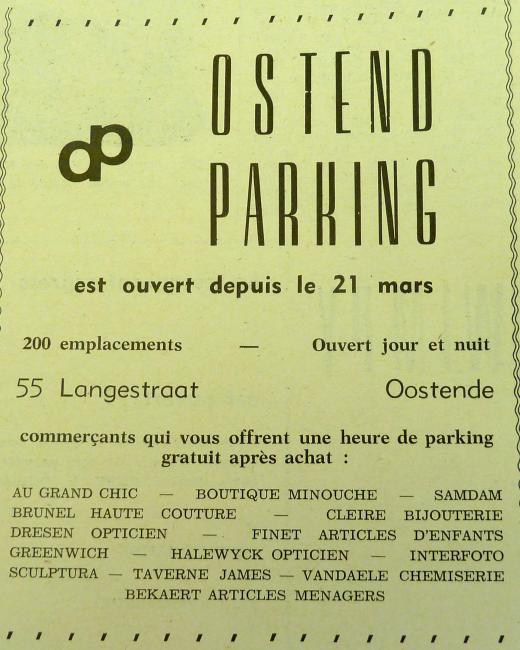 op
OSTEND
PARKING
est ouvert depuis le 21 mars
200 emplacements — Ouvert jour et nuit
55 Langestraat Oostende
commerçants qui vous offrent une heure de parking
gratuit après achat :
AU GRAND CHIC — BOUTIQUE MINOUCHE — SAMDAM
BRUNEL HAUTE COUTURE — CLEIRE BIJOUTERIE
DRESEN OPTICIEN — FINET ARTICLES D'ENFANTS
GREENWICH — HALEWYCK OPTICIEN — INTERFOTO
SCULPTURA — TAVERNE JAMES — VANDAELE CHEMISERIE
BEKAERT ARTICLES MENAGERS